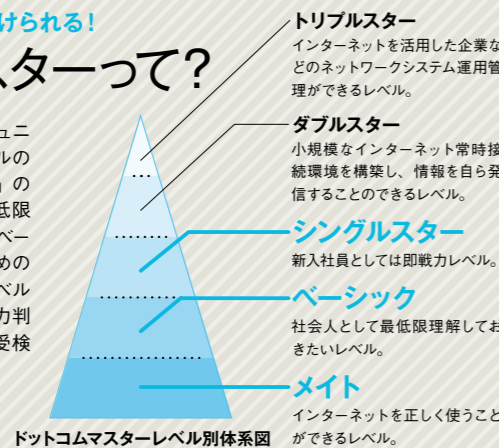 けられる!
スターって?
ュニ
ルの
」の
低限
ベー
めの
ベル
力判
受検
トリプルスター
インターネットを活用した企業な
どのネットワークシステム運用管
理ができるレベル。
ダブルスター
小規模なインターネット常時接
続環境を構築し、情報を自ら発
信することのできるレベル。
シングルスター
新入社員としては即戦力レベル。
ベーシック
社会人として最低限理解してお
きたいレベル。
メイト
インターネットを正しく使うこと
ができるレベル。
ドットコムマスターレベル別体系図